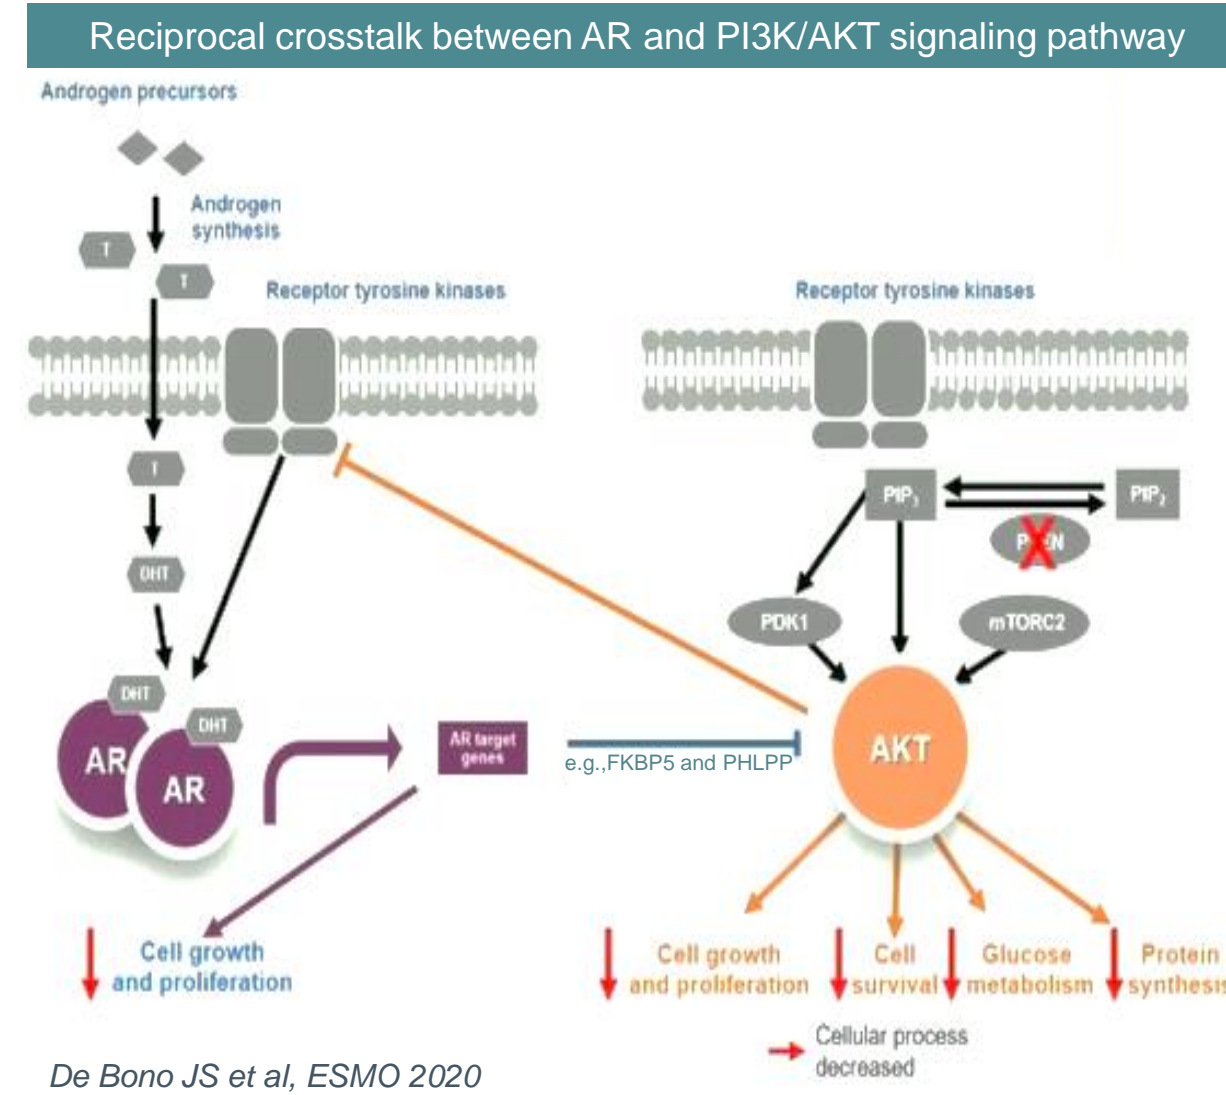 Reciprocal crosstalk between AR and PI3K/AKT signaling pathway
Androgen precursors
Androgen
synthesis
T
T
Receptor tyrosine kinases
Receptor tyrosine kinases
T
PIP3
PIP2
PTEN
X
DHT
PDK1
mTORC2
DHT
DHT
AR
AR
AR target
genes
e.g.,FKBP5 and PHLPP
AKT
Cell growth
and proliferation
Cell growth
and proliferation
Cell
survival
Glucose
metabolism
Protein
synthesis
Cellular process
decreased
De Bono JS et al, ESMO 2020